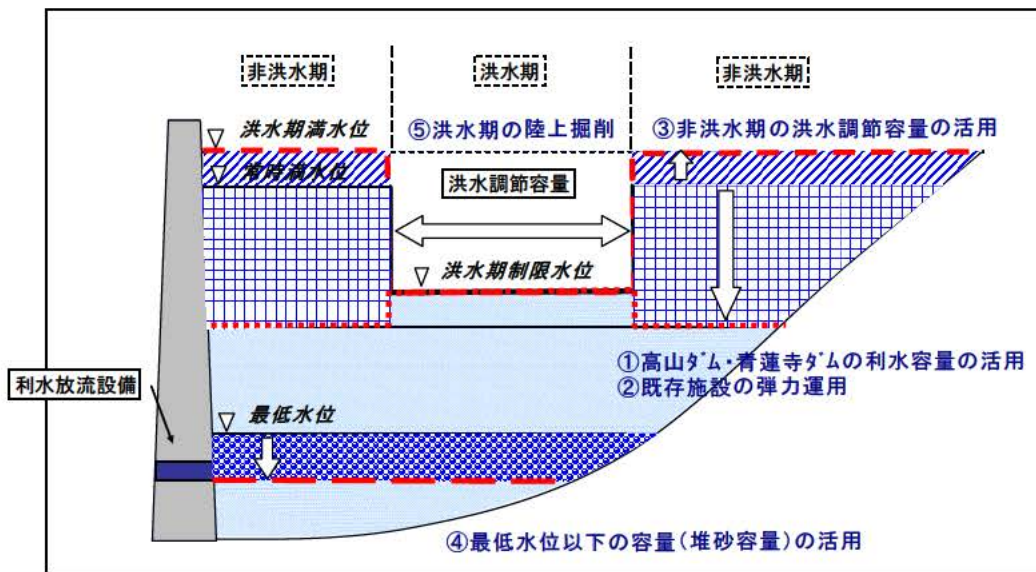 非洪水期
洪水期
非洪水期
洪水期満水位
⑤洪水期の陸上掘削
③非洪水期の洪水調節容量の活用
常時満水位
洪水調節容量
洪水期制限水位
①高山ﾀﾞﾑ・青蓮寺ﾀﾞﾑの利水容量の活用
②既存施設の弾力運用
利水放流設備
最低水位
④最低水位以下の容量(堆砂容量)の活用